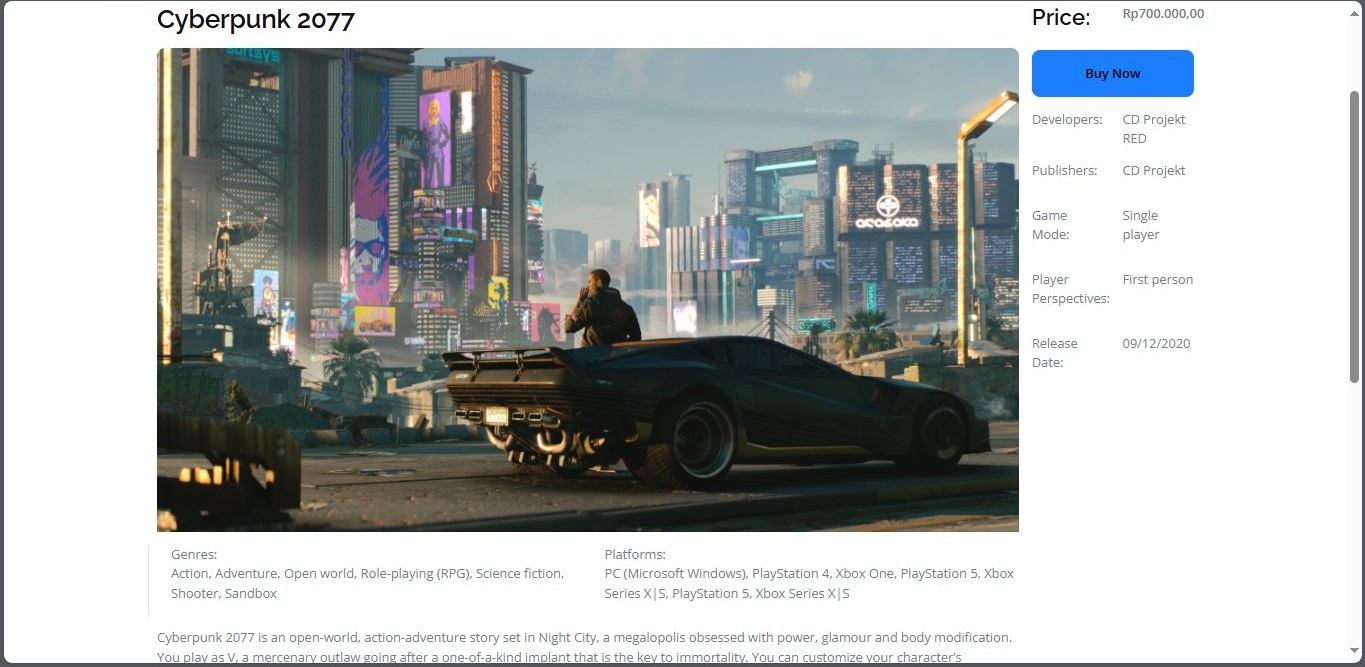 Cyberpunk 2077
Price:
Rp700.000,00
Buy Now
Developers:
CD Projekt
RED
Publishers:
CD Projekt
Game
Mode:
Single
player
Player
Perspectives:
First person
Release
Date:
09/12/2020
arasaka
Genres:
Action, Adventure, Open world, Role-playing (RPG), Science fiction,
Shooter, Sandbox
Platforms:
PC (Microsoft Windows), PlayStation 4, Xbox One, PlayStation 5, Xbox
Series X|S, PlayStation 5, Xbox Series X|S
Cyberpunk 2077 is an open-world, action-adventure story set in Night City, a megalopolis obsessed with power, glamour and body modification.
You play as V, a mercenary outlaw going after a one-of-a-kind implant that is the key to immortality. You can customize your character's